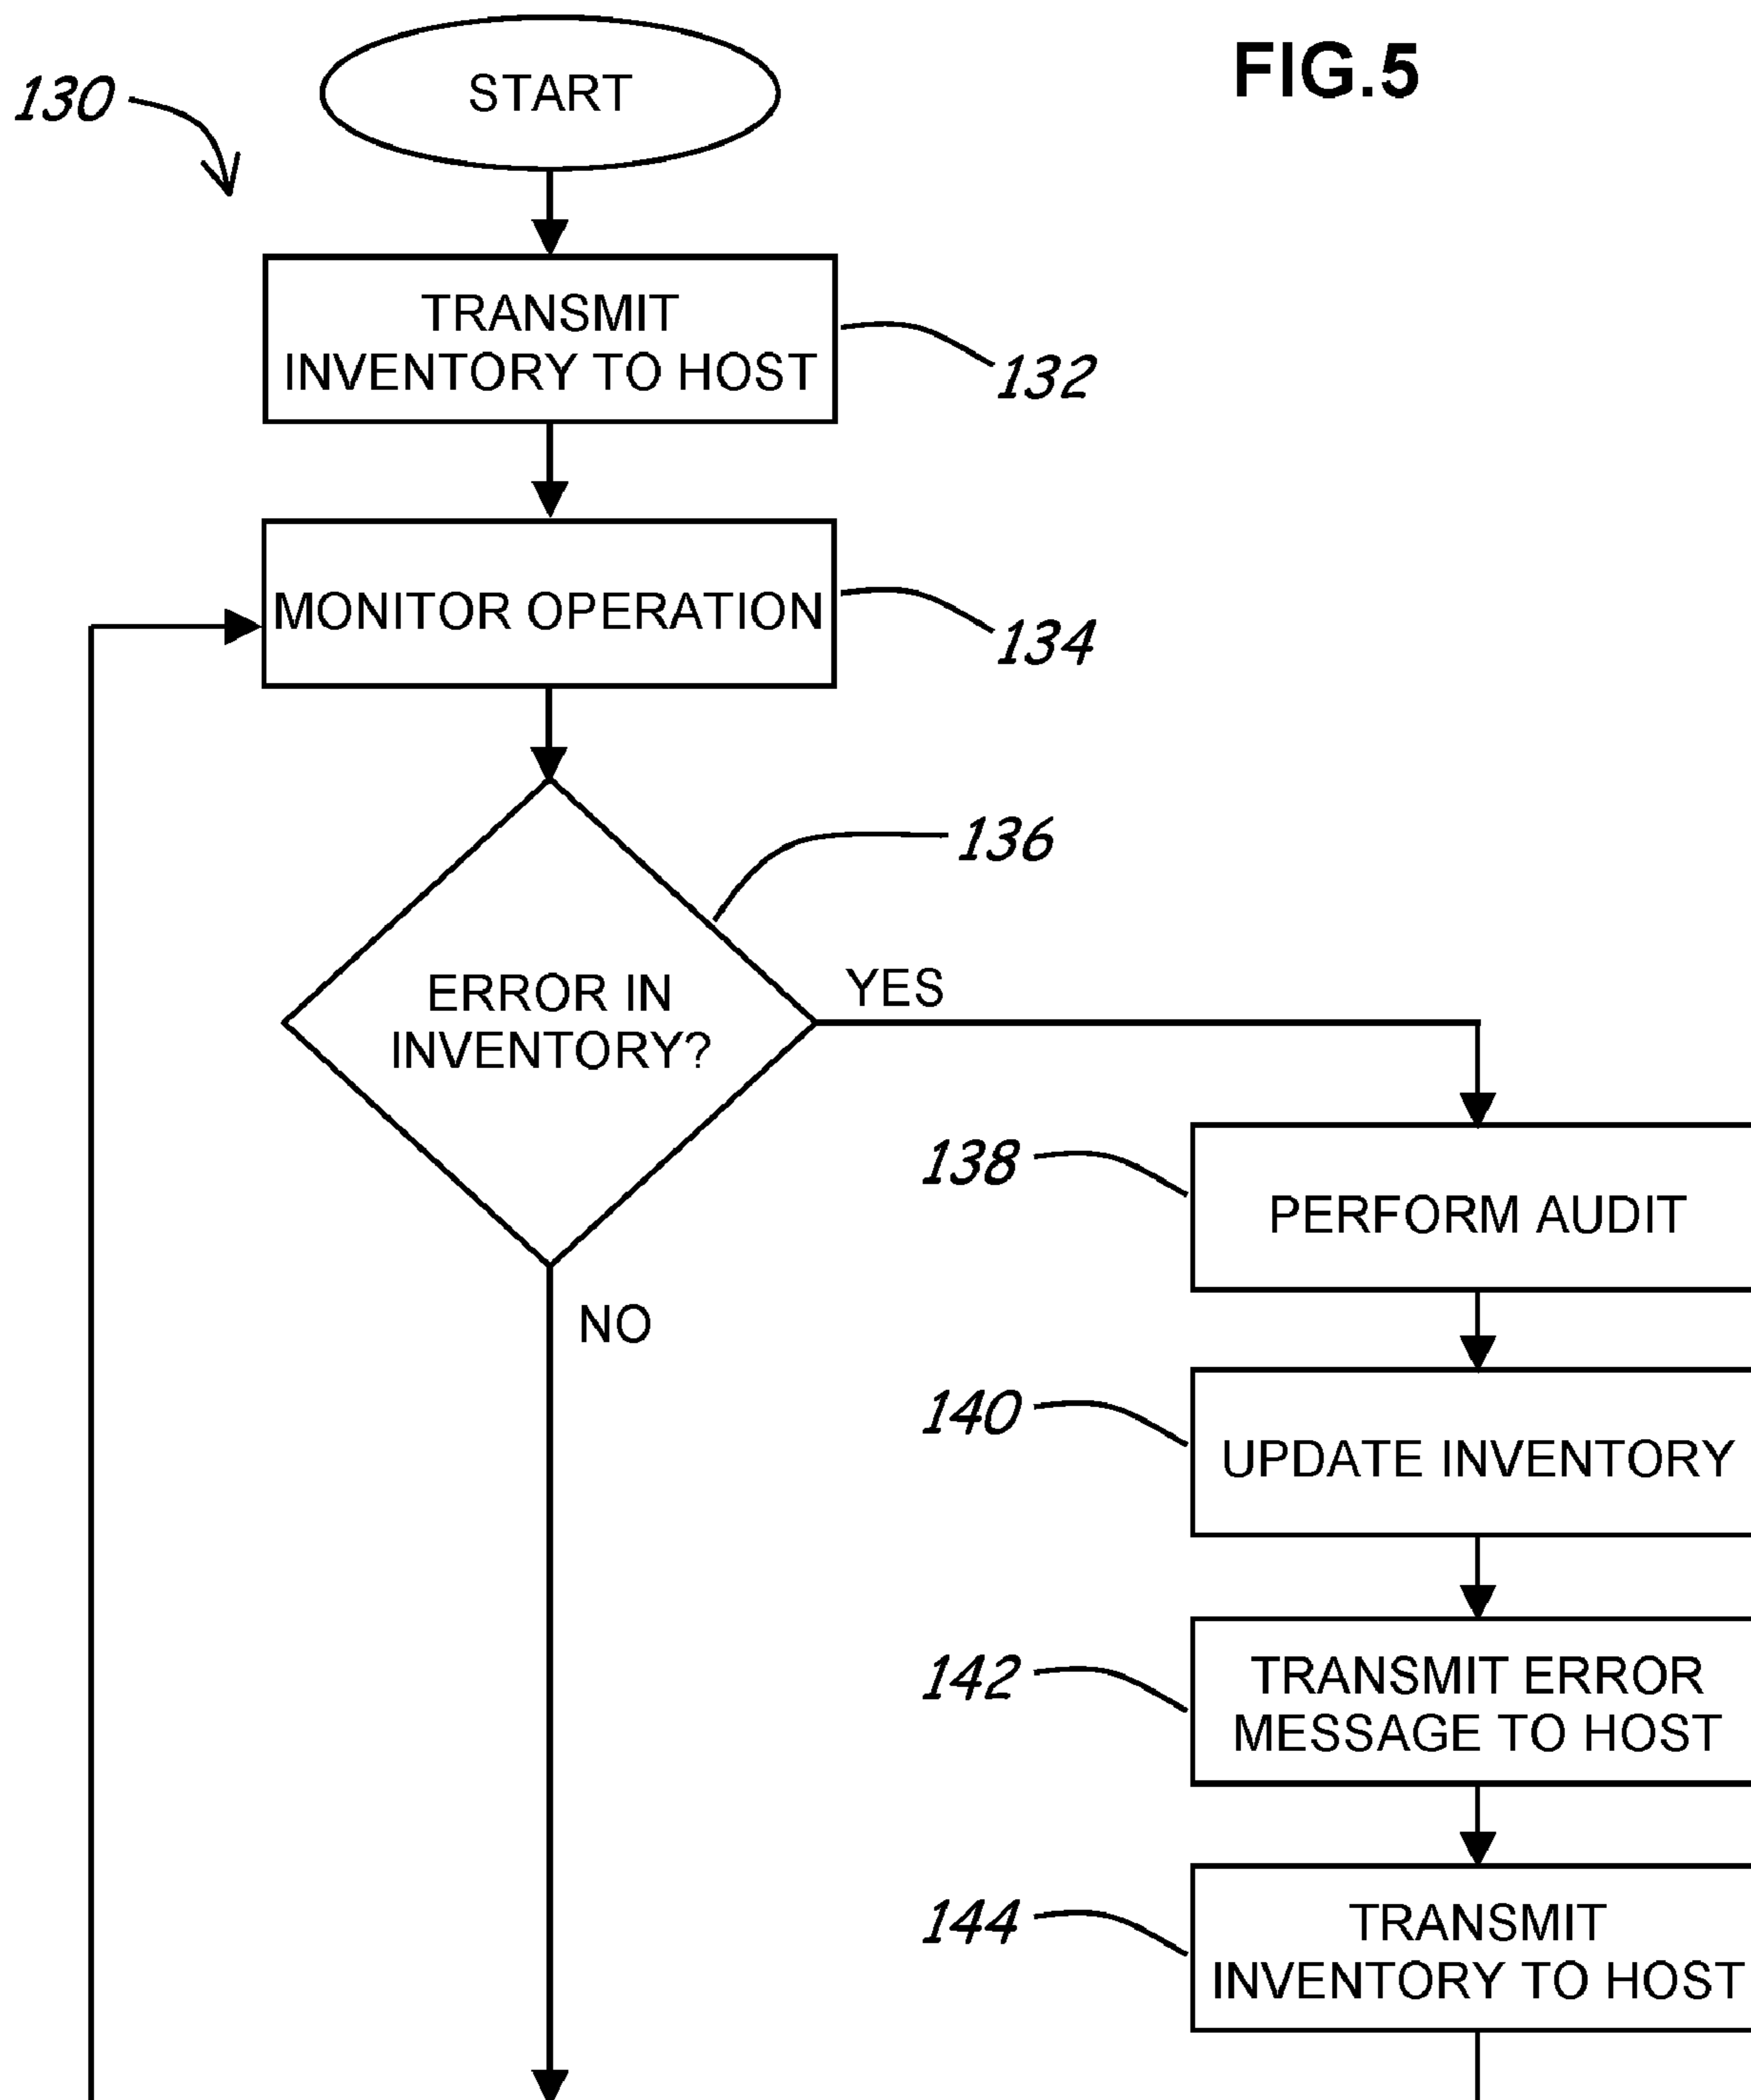 FIG.5
130
START
TRANSMIT
INVENTORY TO HOST
132
MONITOR OPERATION
134
136
ERROR IN
INVENTORY?
YES
NO
138
PERFORM AUDIT
140
UPDATE INVENTORY
142
TRANSMIT ERROR
MESSAGE TO HOST
144
TRANSMIT
INVENTORY TO HOST